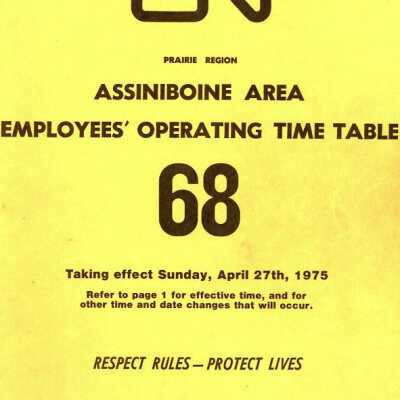 PRAIRIE REGION
ASSINIBOINE AREA
EMPLOYEES' OPERATING TIME TABLE
68
Taking effect Sunday, April 27th, 1975
Refer to page 1 for effective time, and for
other time and date changes that will occur.
RESPECT RULES — PROTECT LIVES